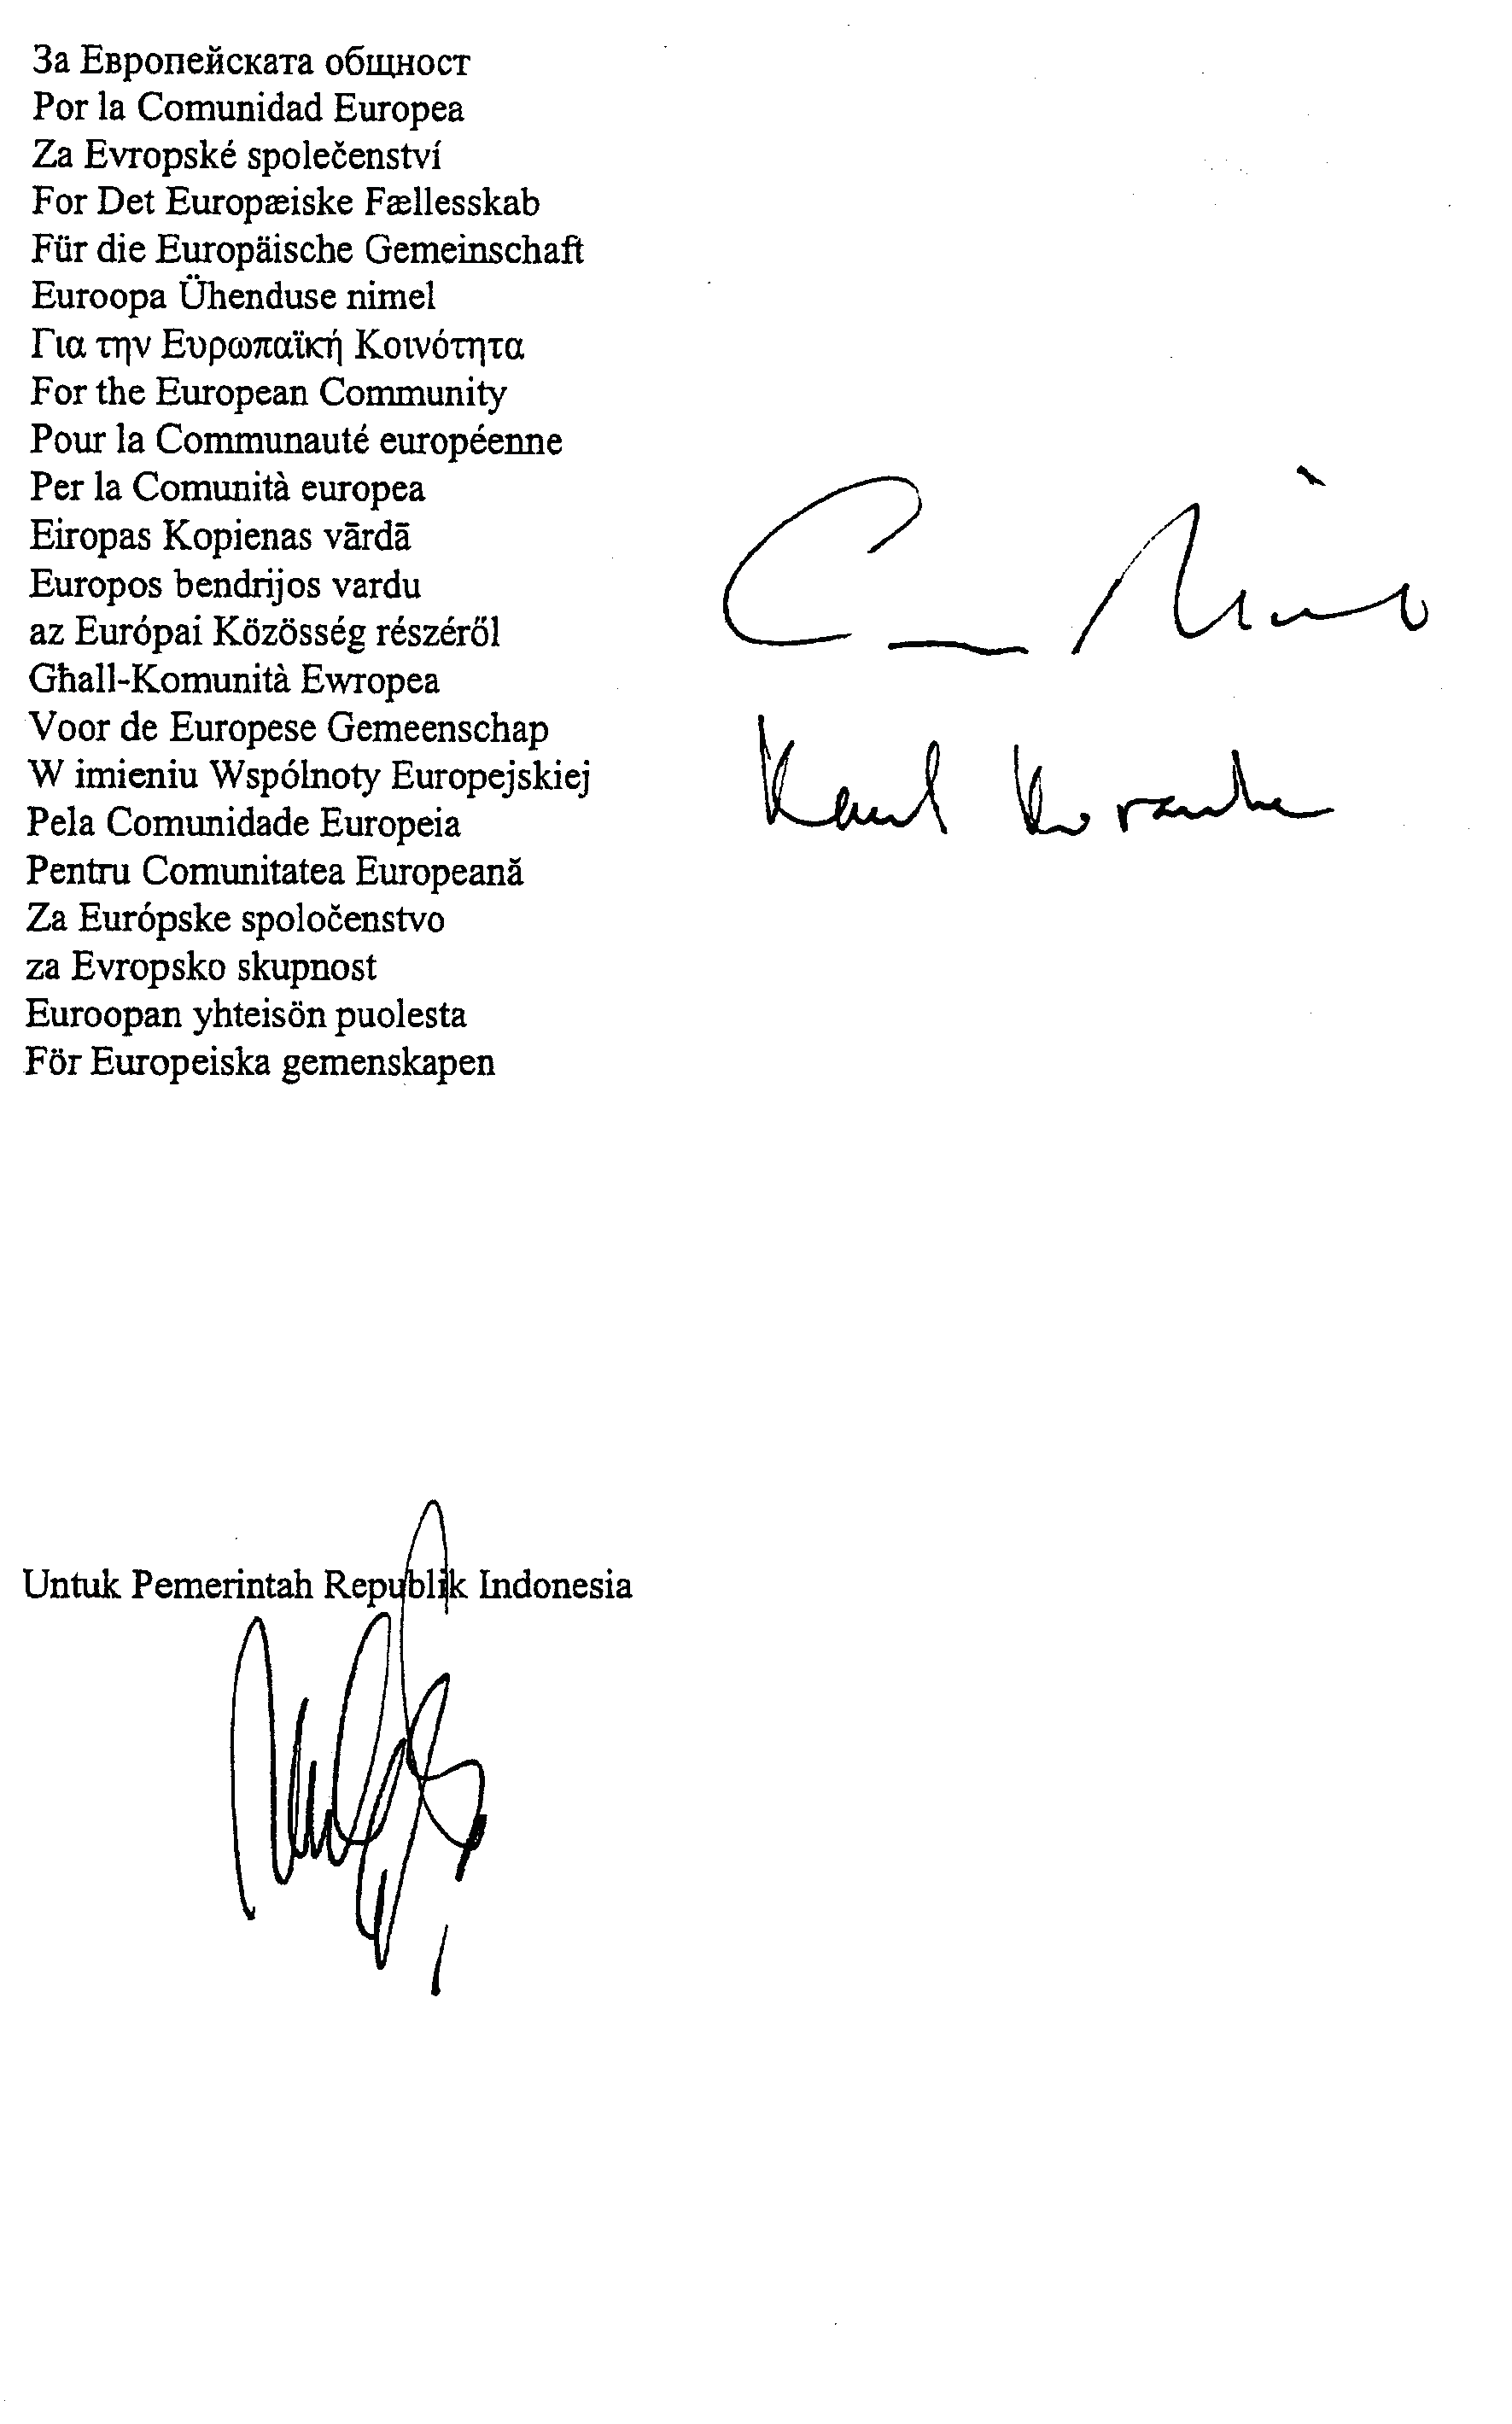 За Европейската общност
Por la Comunidad Europea
Za Evropské společenství
For Det Europæiske Fællesskab
Für die Europäische Gemeinschaft
Euroopa Ühenduse nimel
Για την Ευρωπαϊκή Κοινότητα
For the European Community
Pour la Communauté européenne
Per la Comunità europea
Eiropas Kopienas vārdā
Europos bendrijos vardu
az Európai Közösség részéről
Għall-Komunità Ewropea
Voor de Europese Gemeenschap
W imieniu Wspólnoty Europejskiej
Pela Comunidade Europeia
Pentru Comunitatea Europeană
Za Európske spoločenstvo
za Evropsko skupnost
Euroopan yhteisön puolesta
För Europeiska gemenskapen
Untuk Pemerintah Republik Indonesia